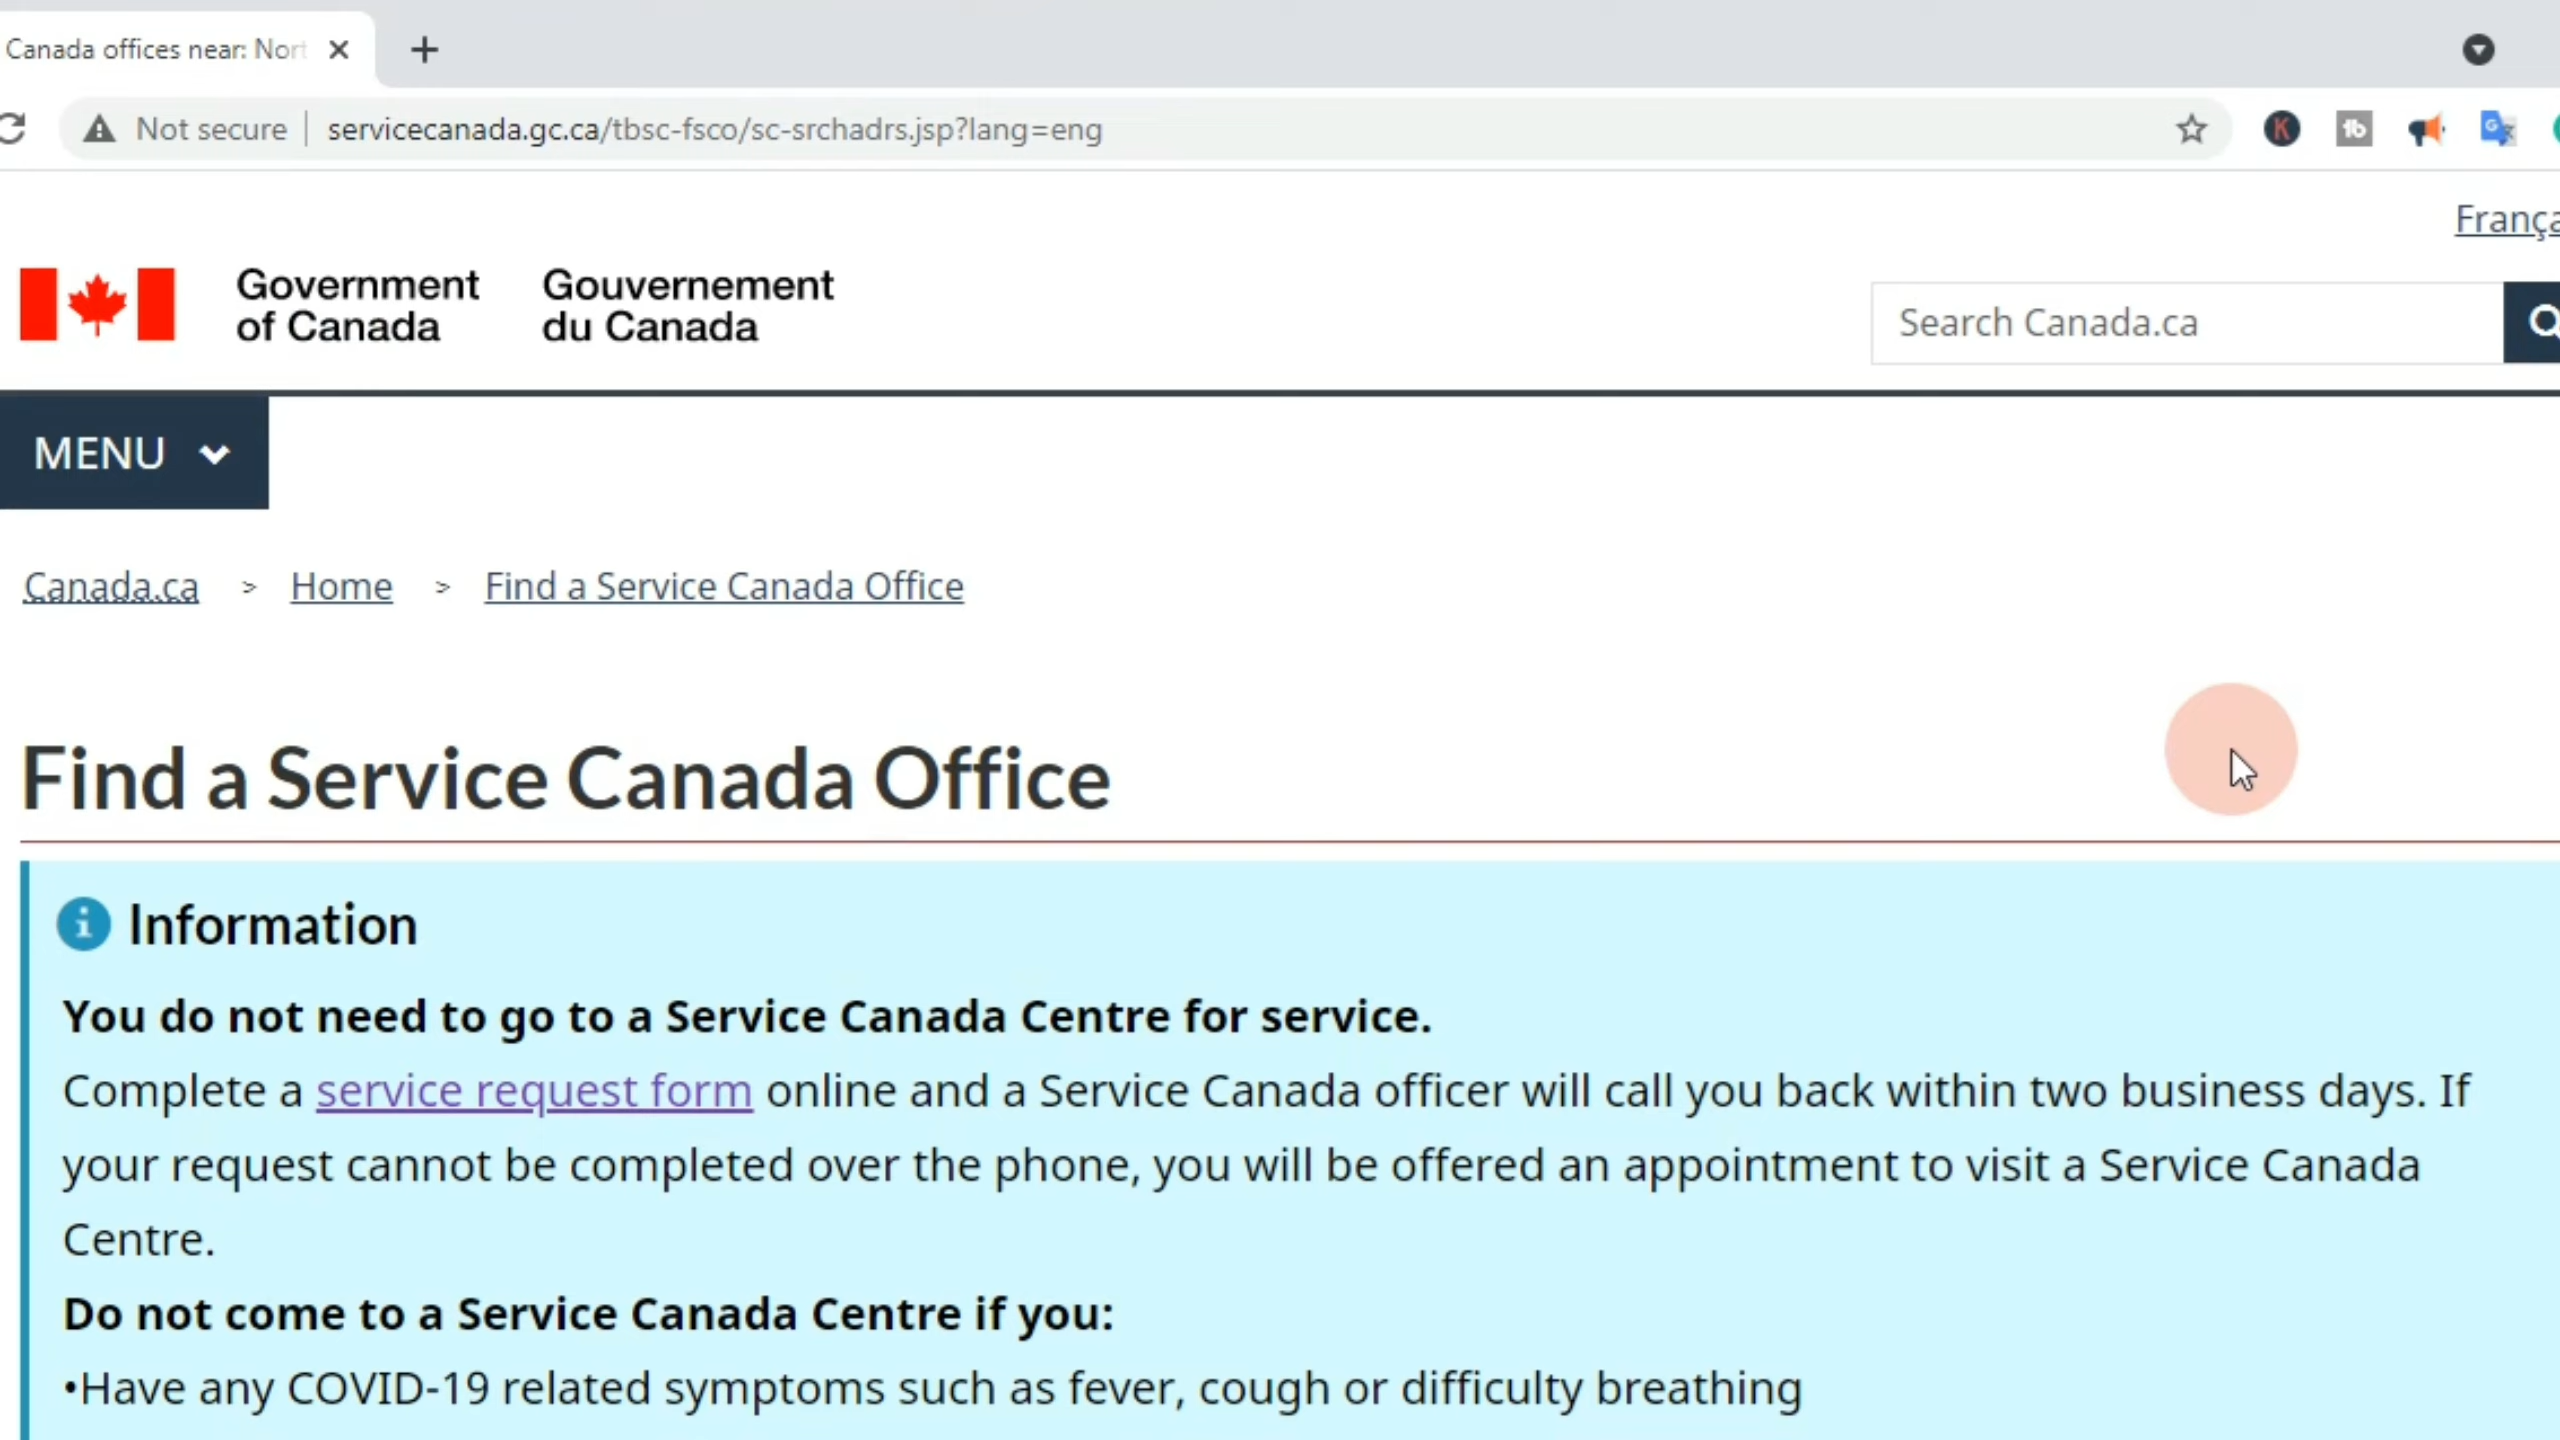 Canada offices near: Nort
Not secure servicecanada.gc.ca/tbsc-fsco/sc-srchadrs.jsp?lang=eng
França
Government Gouvernement
of Canada du Canada
Search Canada.ca
MENU
Canada.ca > Home > Find a Service Canada Office
Find a Service Canada Office
Information
You do not need to go to a Service Canada Centre for service.
Complete a service request form online and a Service Canada officer will call you back within two business days. If
your request cannot be completed over the phone, you will be offered an appointment to visit a Service Canada
Centre.
Do not come to a Service Canada Centre if you:
•Have any COVID-19 related symptoms such as fever, cough or difficulty breathing